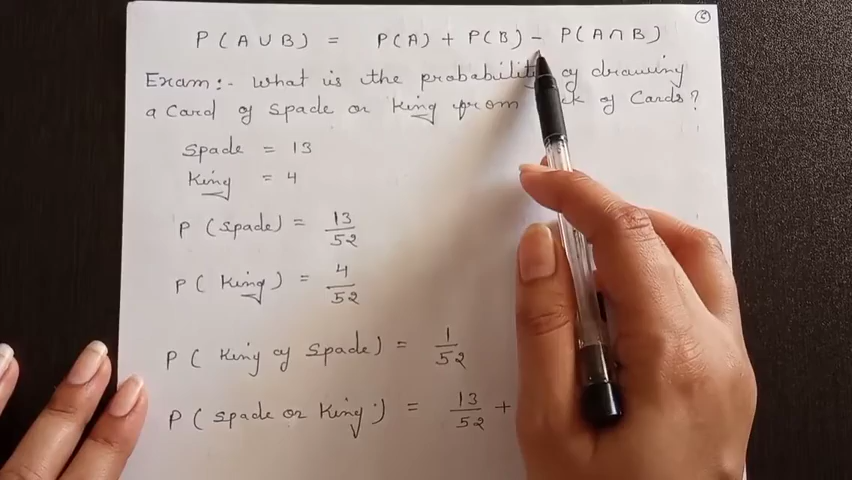 6
P(A∪B) = P(A) + P(B) - P(A∩B)
Exam:- What is the probability of drawing
a Card of Spade or King from of Cards?
Spade = 13
King = 4
P(Spade) = 13/52
P(King) = 4/52
P(King of Spade) = 1/52
P(Spade or King) = 13/52 +